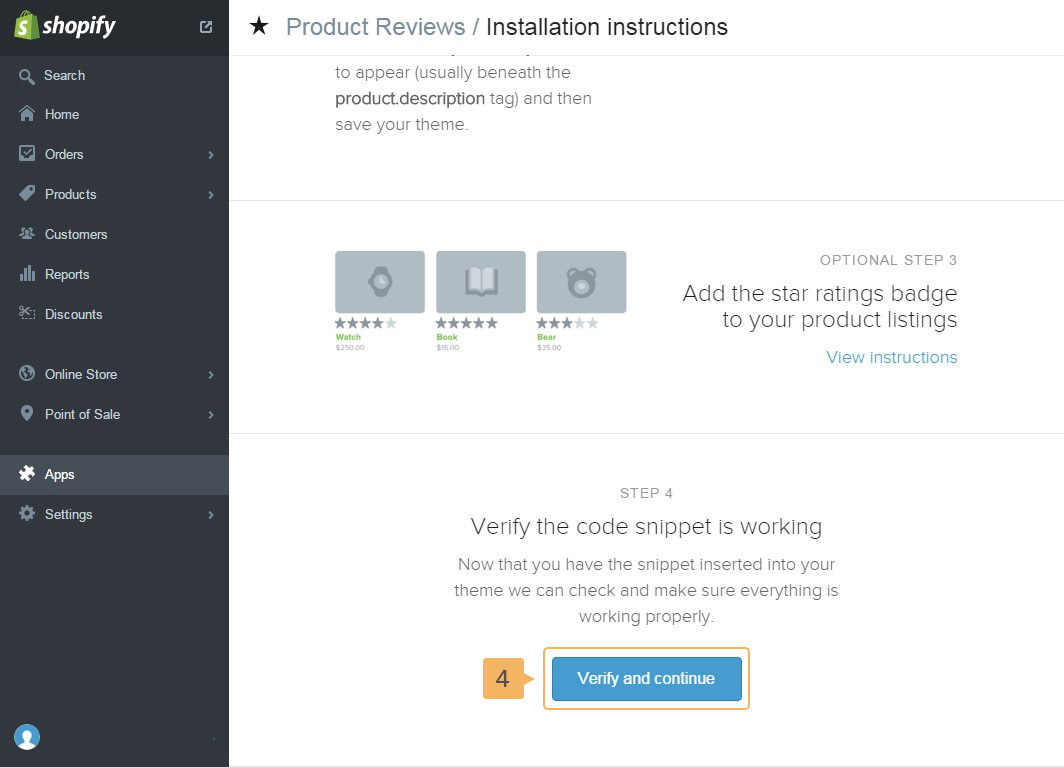 shopify
Search
Home
Orders
Products
Customers
Reports
Discounts
Online Store
Point of Sale
Apps
Settings
Product Reviews / Installation instructions
to appear (usually beneath the
product.description tag) and then
save your theme.
Watch
$250.00
Book
$15.00
Bear
$35.00
OPTIONAL STEP 3
Add the star ratings badge
to your product listings
View instructions
STEP 4
Verify the code snippet is working
Now that you have the snippet inserted into your
theme we can check and make sure everything is
working properly.
4
Verify and continue